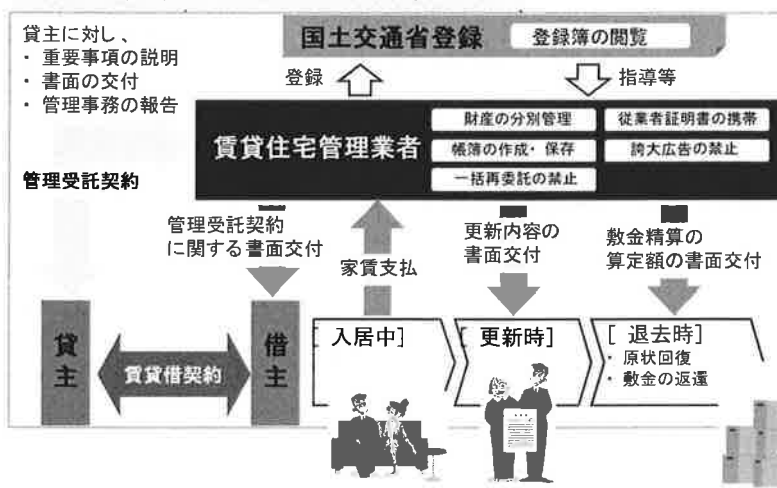 貸主に対し、
・ 重要事項の説明
・ 書面の交付
・ 管理事務の報告
国土交通省登録
登録簿の閲覧
登録
指導等
賃貸住宅管理業者
財産の分別管理
従業者証明書の携帯
帳簿の作成・保存
誇大広告の禁止
一括再委託の禁止
管理受託契約
管理受託契約
に関する書面交付
家賃支払
更新内容の
書面交付
敷金精算の
算定額の書面交付
貸主
賃貸借契約
借主
[ 入居中]
[ 更新時]
[ 退去時]
・ 原状回復
・ 敷金の返還